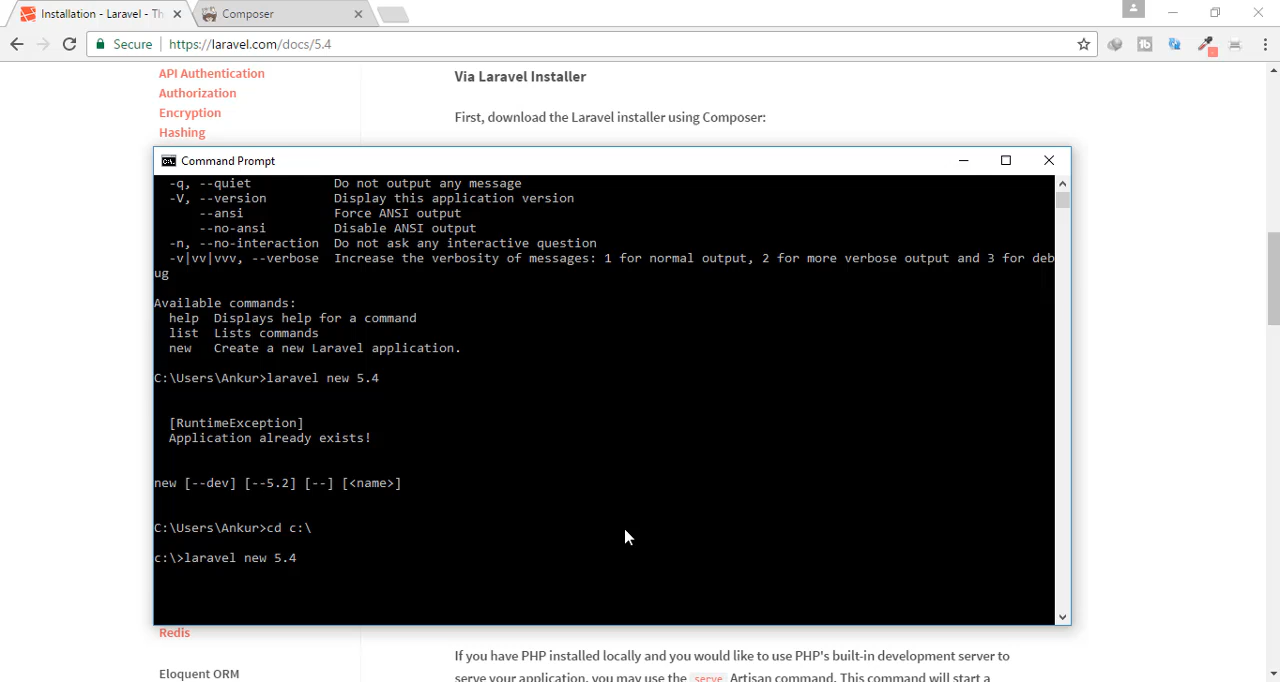 Installation - Laravel - Th
Composer
Secure
https://laravel.com/docs/5.4
API Authentication
Authorization
Encryption
Hashing
Via Laravel Installer
First, download the Laravel installer using Composer:
Command Prompt
-q, --quiet           Do not output any message
-V, --version         Display this application version
    --ansi            Force ANSI output
    --no-ansi         Disable ANSI output
-n, --no-interaction  Do not ask any interactive question
-v|vv|vvv, --verbose  Increase the verbosity of messages: 1 for normal output, 2 for more verbose output and 3 for deb
ug
Available commands:
help  Displays help for a command
list  Lists commands
new   Create a new Laravel application.
C:\Users\Ankur>laravel new 5.4
[RuntimeException]
Application already exists!
new [--dev] [--5.2] [--] [<name>]
C:\Users\Ankur>cd c:\
c:\>laravel new 5.4
Redis
Eloquent ORM
If you have PHP installed locally and you would like to use PHP's built-in development server to
serve your application, you may use the serve Artisan command. This command will start a